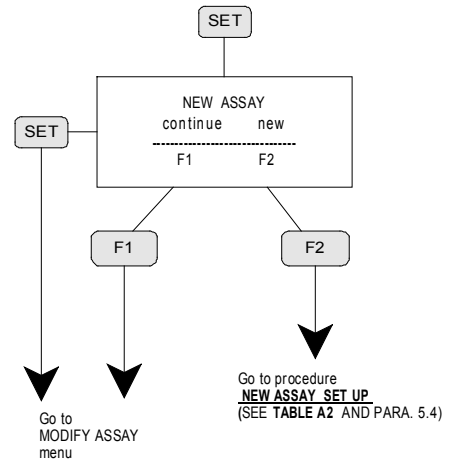 SET
NEW ASSAY
continue new
SET
F1 F2
F1
F2
Go to
MODIFY ASSAY
menu
Go to procedure
NEW ASSAY SET UP
(SEE TABLE A2 AND PARA. 5.4)